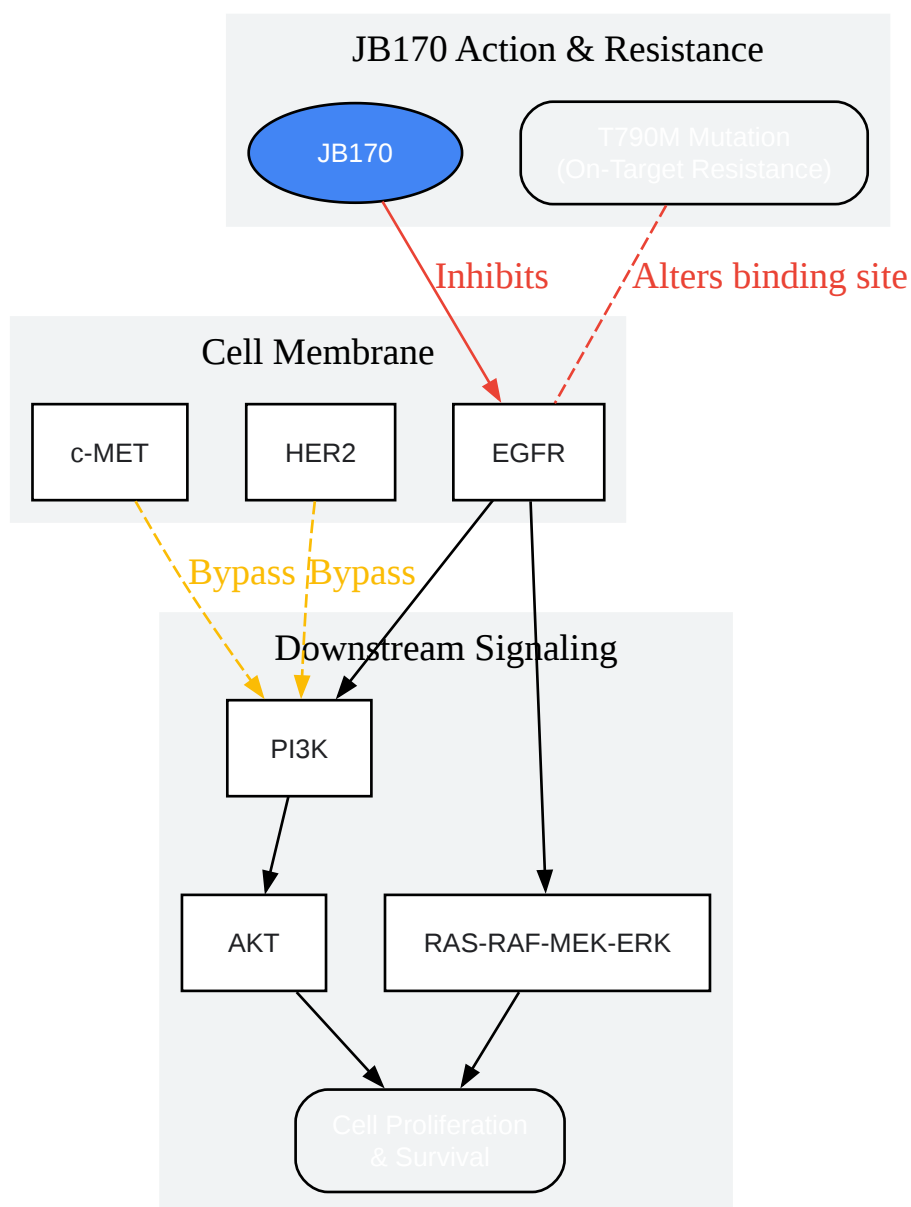 JB170 Action & Resistance
JB170
T790M Mutation
(On-Target Resistance)
Inhibits
Alters binding site
Cell Membrane
c-MET
HER2
EGFR
Bypass
Bypass
Downstream Signaling
PI3K
AKT
RAS-RAF-MEK-ERK
Cell Proliferation
& Survival